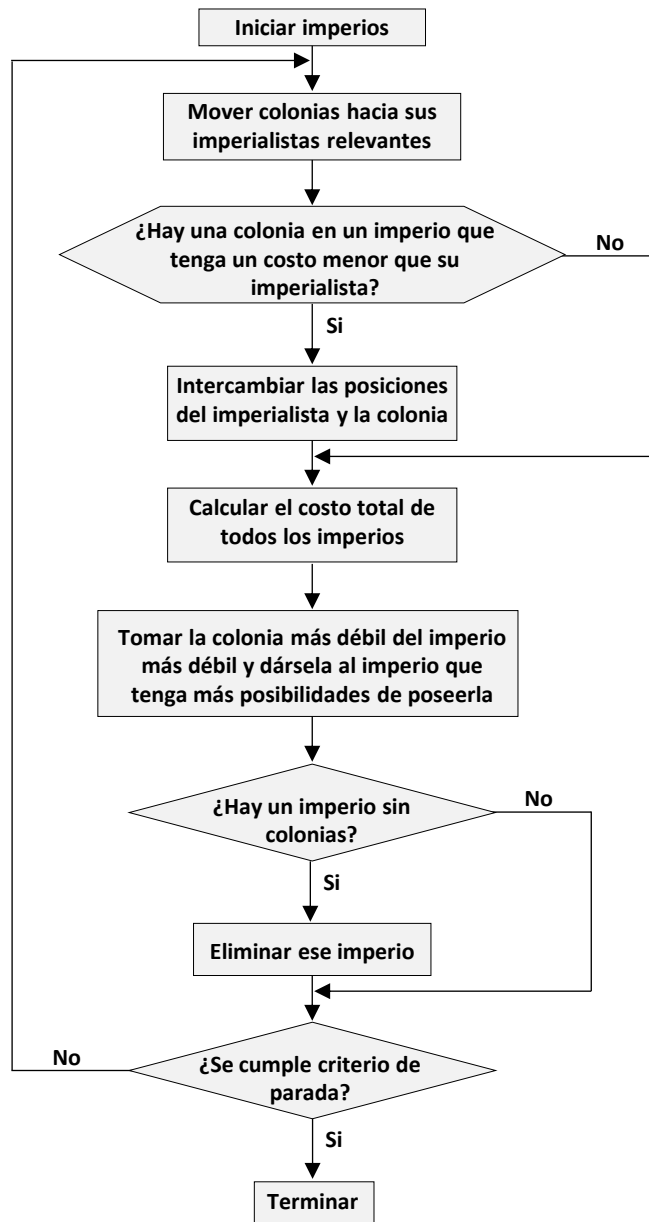 Iniciar imperios
Mover colonias hacia sus
imperialistas relevantes
¿Hay una colonia en un imperio que
tenga un costo menor que su
imperialista?
No
Si
Intercambiar las posiciones
del imperialista y la colonia
Calcular el costo total de
todos los imperios
Tomar la colonia más débil del imperio
más débil y dársela al imperio que
tenga más posibilidades de poseerla
¿Hay un imperio sin
colonias?
No
Si
Eliminar ese imperio
No
¿Se cumple criterio de
parada?
Si
Terminar